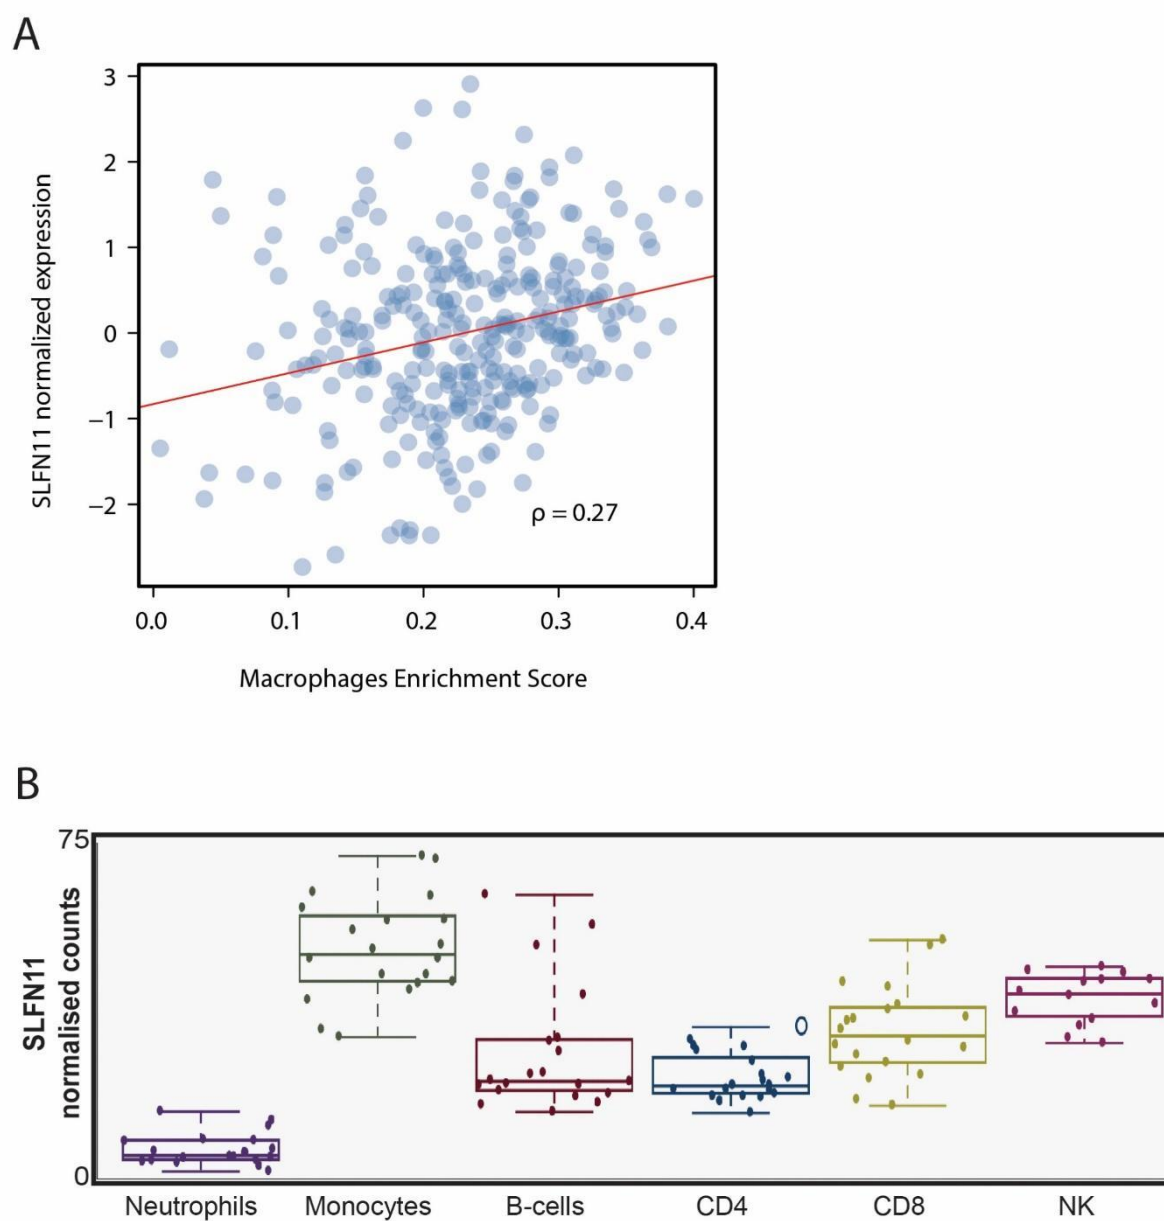 A
3
2
1
0
−1
−2
SLFN11 normalized expression
ρ = 0.27
0.0 0.1 0.2 0.3 0.4
Macrophages Enrichment Score
B
75
0
SLFN11
normalised counts
Neutrophils Monocytes B-cells CD4 CD8 NK